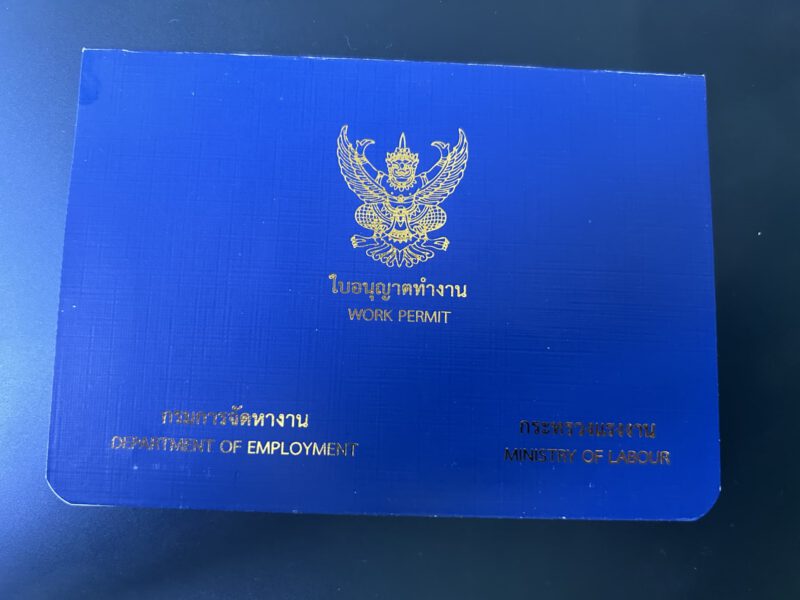 ใบอนุญาตทำงาน
WORK PERMIT
กรมการจัดหางาน
DEPARTMENT OF EMPLOYMENT
กระทรวงแรงงาน
MINISTRY OF LABOUR